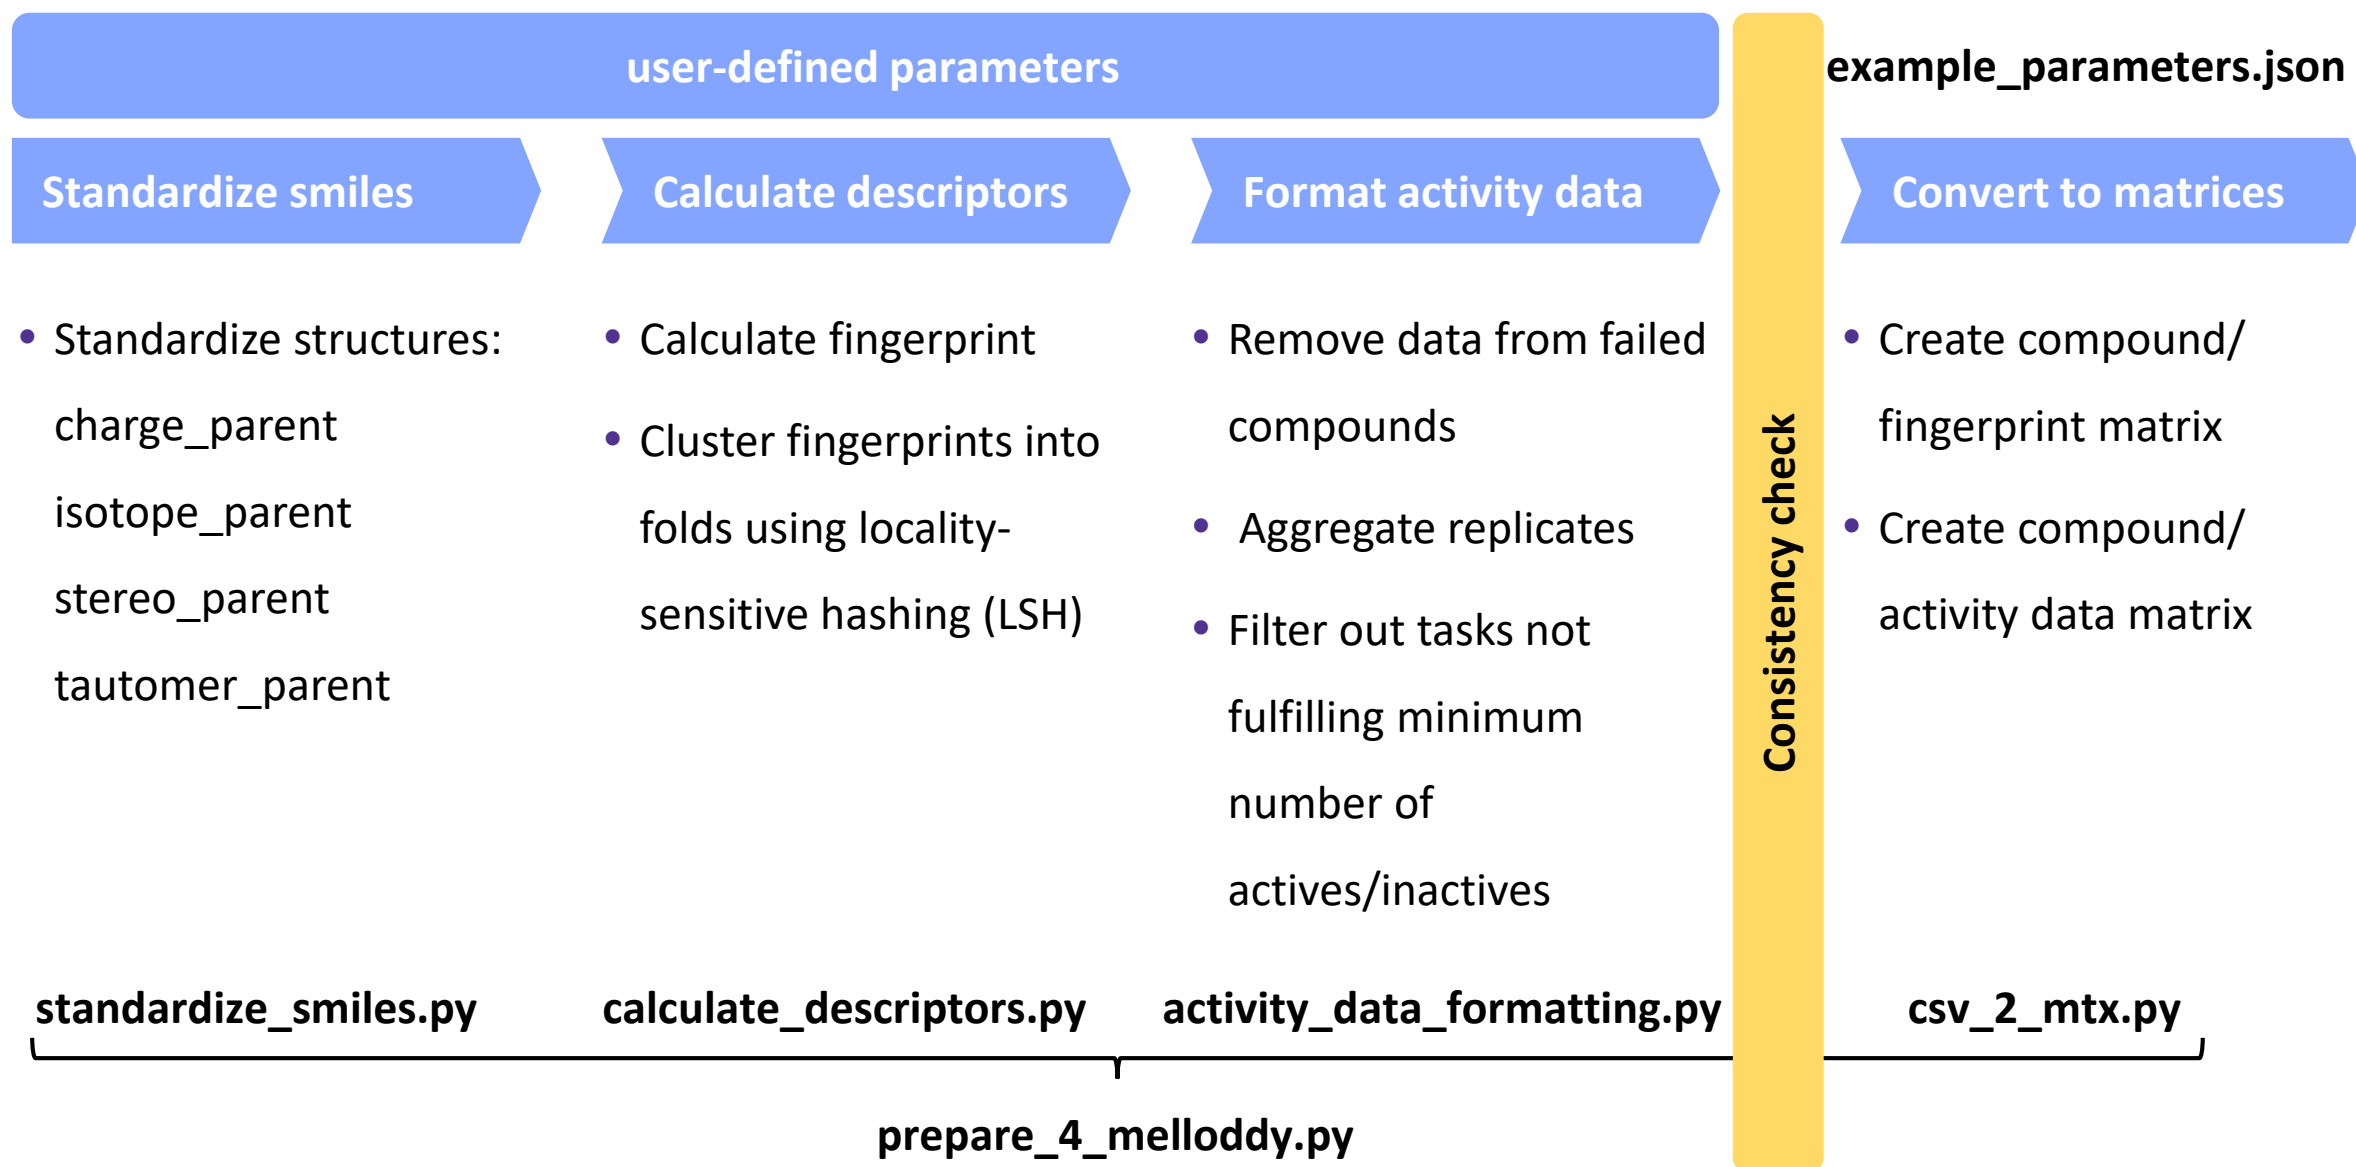 user-defined parameters
example_parameters.json
Standardize smiles
Calculate descriptors
Format activity data
Convert to matrices
• Standardize structures:
charge_parent
isotope_parent
stereo_parent
tautomer_parent
• Calculate fingerprint
• Cluster fingerprints into
folds using locality-
sensitive hashing (LSH)
• Remove data from failed
compounds
• Aggregate replicates
• Filter out tasks not
fulfilling minimum
number of
actives/inactives
Consistency check
• Create compound/
fingerprint matrix
• Create compound/
activity data matrix
standardize_smiles.py
calculate_descriptors.py
activity_data_formatting.py
csv_2_mtx.py
prepare_4_melloddy.py